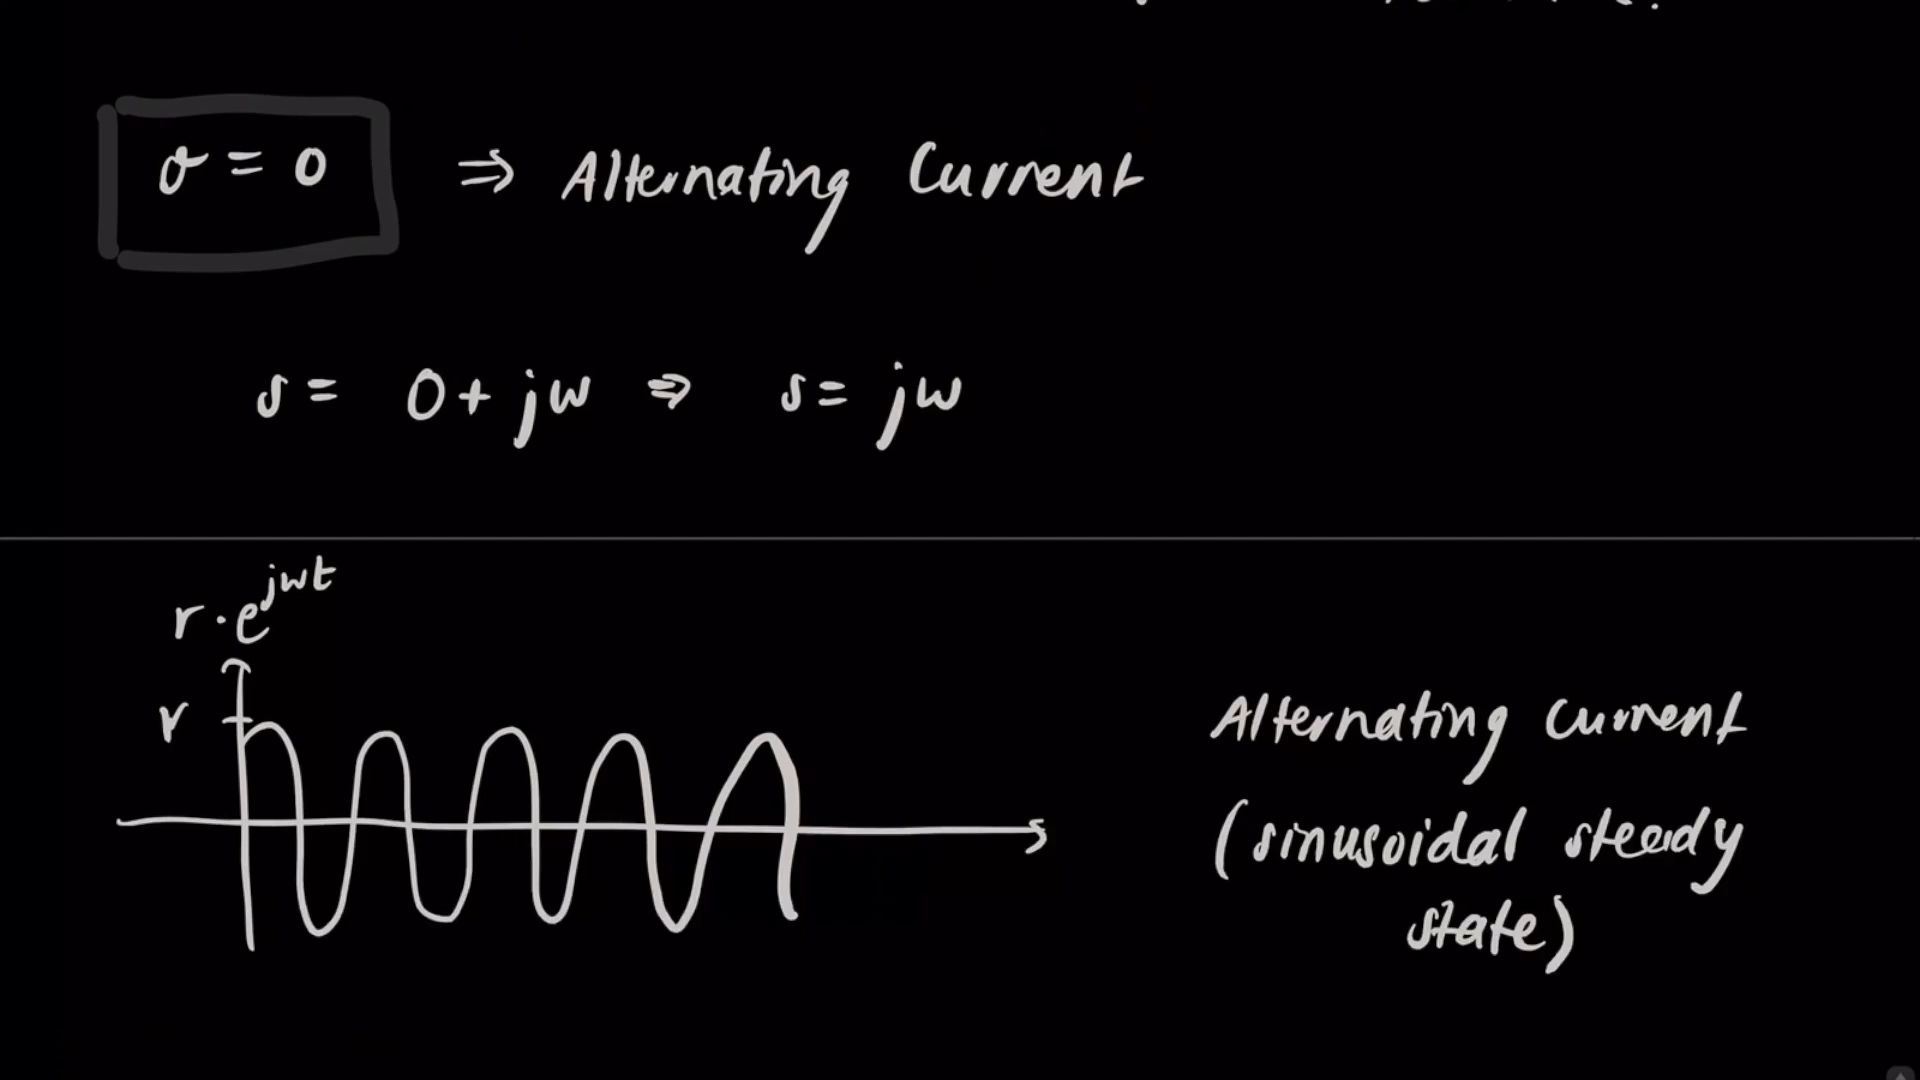 σ = 0 ⇒ Alternating Current
s = 0 + jw ⇒ s = jw
r · e^jwt
r
Alternating current
(sinusoidal steady
state)